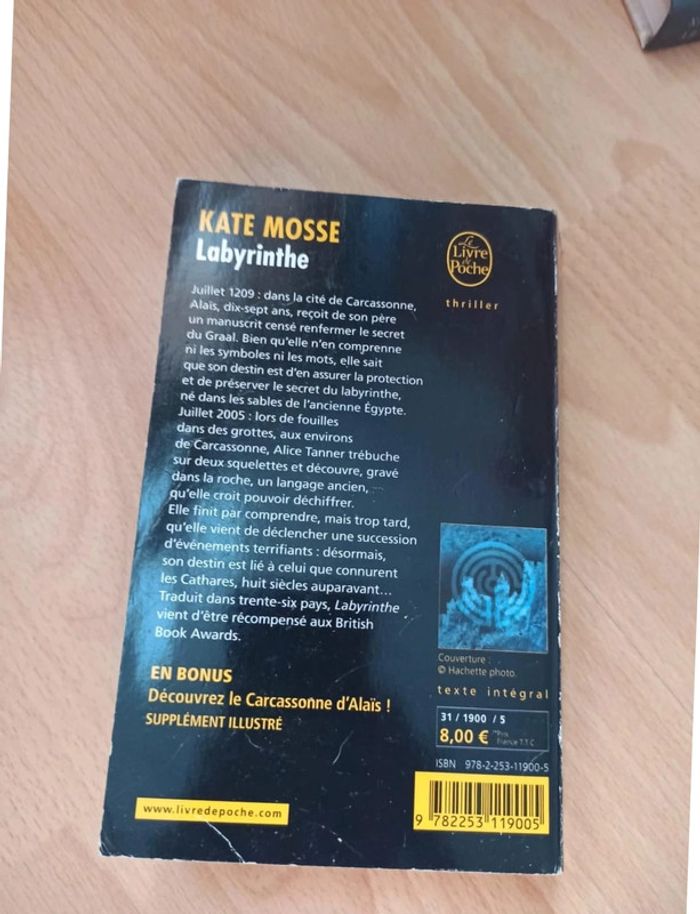 KATE MOSSE
Labyrinthe
Le
Livre
de
Poche
thriller
Juillet 1209 : dans la cité de Carcassonne,
Alaïs, dix-sept ans, reçoit de son père
un manuscrit censé renfermer le secret
du Graal. Bien qu'elle n'en comprenne
ni les symboles ni les mots, elle sait
que son destin est d'en assurer la protection
et de préserver le secret du labyrinthe,
né dans les sables de l'ancienne Égypte.
Juillet 2005 : lors de fouilles
dans des grottes, aux environs
de Carcassonne, Alice Tanner trébuche
sur deux squelettes et découvre, gravé
dans la roche, un langage ancien,
qu'elle croit pouvoir déchiffrer.
Elle finit par comprendre, mais trop tard,
qu'elle vient de déclencher une succession
d'événements terrifiants : désormais,
son destin est lié à celui que connurent
les Cathares, huit siècles auparavant...
Traduit dans trente-six pays, Labyrinthe
vient d'être récompensé aux British
Book Awards.
EN BONUS
Découvrez le Carcassonne d'Alaïs !
SUPPLÉMENT ILLUSTRÉ
www.livredepoche.com
Couverture :
© Hachette photo.
texte intégral
31 / 1900 / 5
8,00 € *Prix
France T.T.C
ISBN 978-2-253-11900-5
9 782253 119005